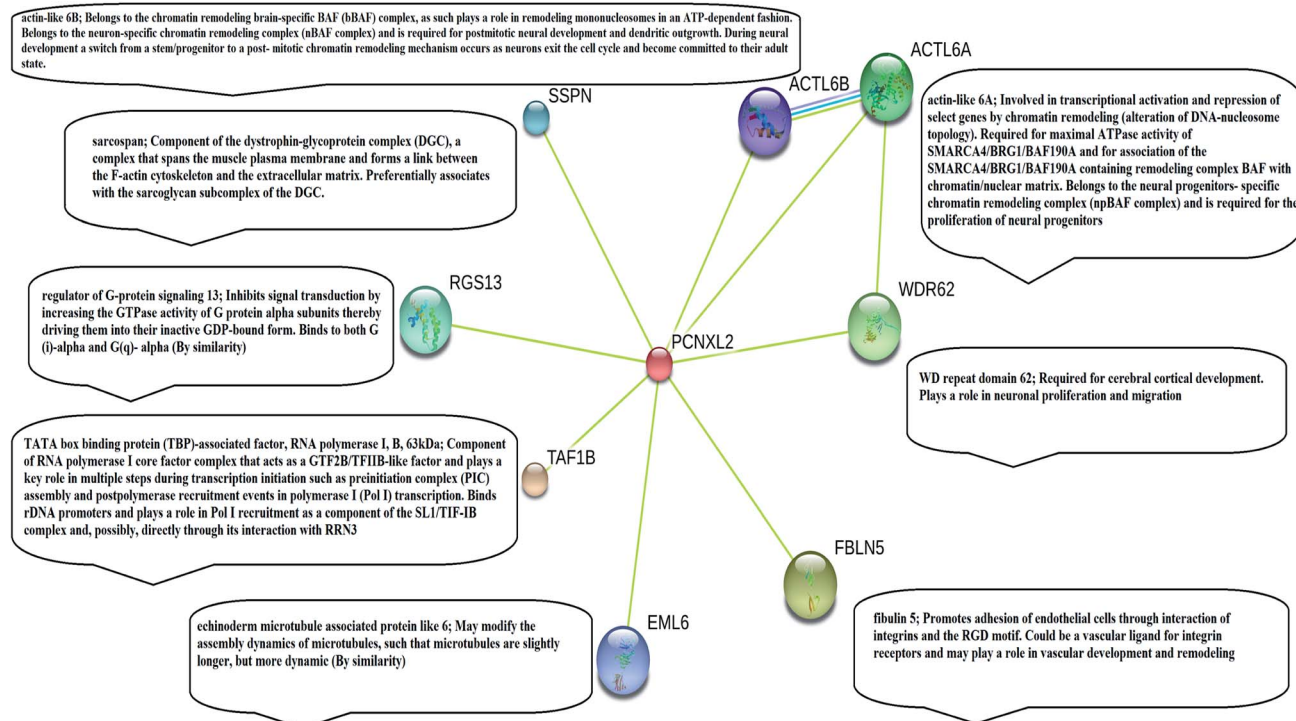 actin-like 6B; Belongs to the chromatin remodeling brain-specific BAF (bBAF) complex, as such plays a role in remodeling mononucleosomes in an ATP-dependent fashion.
Belongs to the neuron-specific chromatin remodeling complex (nBAF complex) and is required for postmitotic neural development and dendritic outgrowth. During neural
development a switch from a stem/progenitor to a post- mitotic chromatin remodeling mechanism occurs as neurons exit the cell cycle and become committed to their adult
state.
ACTL6A
ACTL6B
SSPN
actin-like 6A; Involved in transcriptional activation and repression of
select genes by chromatin remodeling (alteration of DNA-nucleosome
topology). Required for maximal ATPase activity of
SMARCA4/BRG1/BAF190A and for association of the
SMARCA4/BRG1/BAF190A containing remodeling complex BAF with
chromatin/nuclear matrix. Belongs to the neural progenitors- specific
chromatin remodeling complex (npBAF complex) and is required for the
proliferation of neural progenitors
sarcospan; Component of the dystrophin-glycoprotein complex (DGC), a
complex that spans the muscle plasma membrane and forms a link between
the F-actin cytoskeleton and the extracellular matrix. Preferentially associates
with the sarcoglycan subcomplex of the DGC.
RGS13
WDR62
regulator of G-protein signaling 13; Inhibits signal transduction by
increasing the GTPase activity of G protein alpha subunits thereby
driving them into their inactive GDP-bound form. Binds to both G
(i)-alpha and G(q)- alpha (By similarity)
PCNXL2
WD repeat domain 62; Required for cerebral cortical development.
Plays a role in neuronal proliferation and migration
TATA box binding protein (TBP)-associated factor, RNA polymerase I, B, 63kDa; Component
of RNA polymerase I core factor complex that acts as a GTF2B/TFIIB-like factor and plays a
key role in multiple steps during transcription initiation such as preinitiation complex (PIC)
assembly and postpolymerase recruitment events in polymerase I (Pol I) transcription. Binds
rDNA promoters and plays a role in Pol I recruitment as a component of the SL1/TIF-IB
complex and, possibly, directly through its interaction with RRN3
TAF1B
FBLN5
echinoderm microtubule associated protein like 6; May modify the
assembly dynamics of microtubules, such that microtubules are slightly
longer, but more dynamic (By similarity)
EML6
fibulin 5; Promotes adhesion of endothelial cells through interaction of
integrins and the RGD motif. Could be a vascular ligand for integrin
receptors and may play a role in vascular development and remodeling